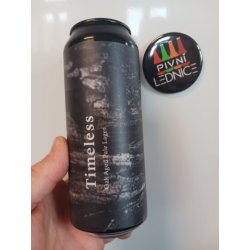 Timeless
Oak Aged Pale Lager
PIVNÍ
LEDNICE